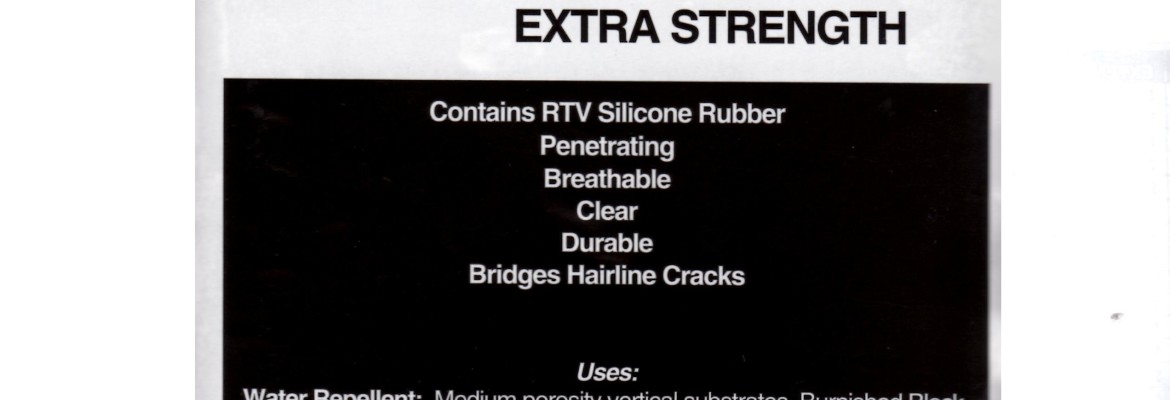 EXTRA STRENGTH
Contains RTV Silicone Rubber
Penetrating
Breathable
Clear
Durable
Bridges Hairline Cracks
Uses:
Water Repellent: Medium porosity vertical substrates, Burnished Block,